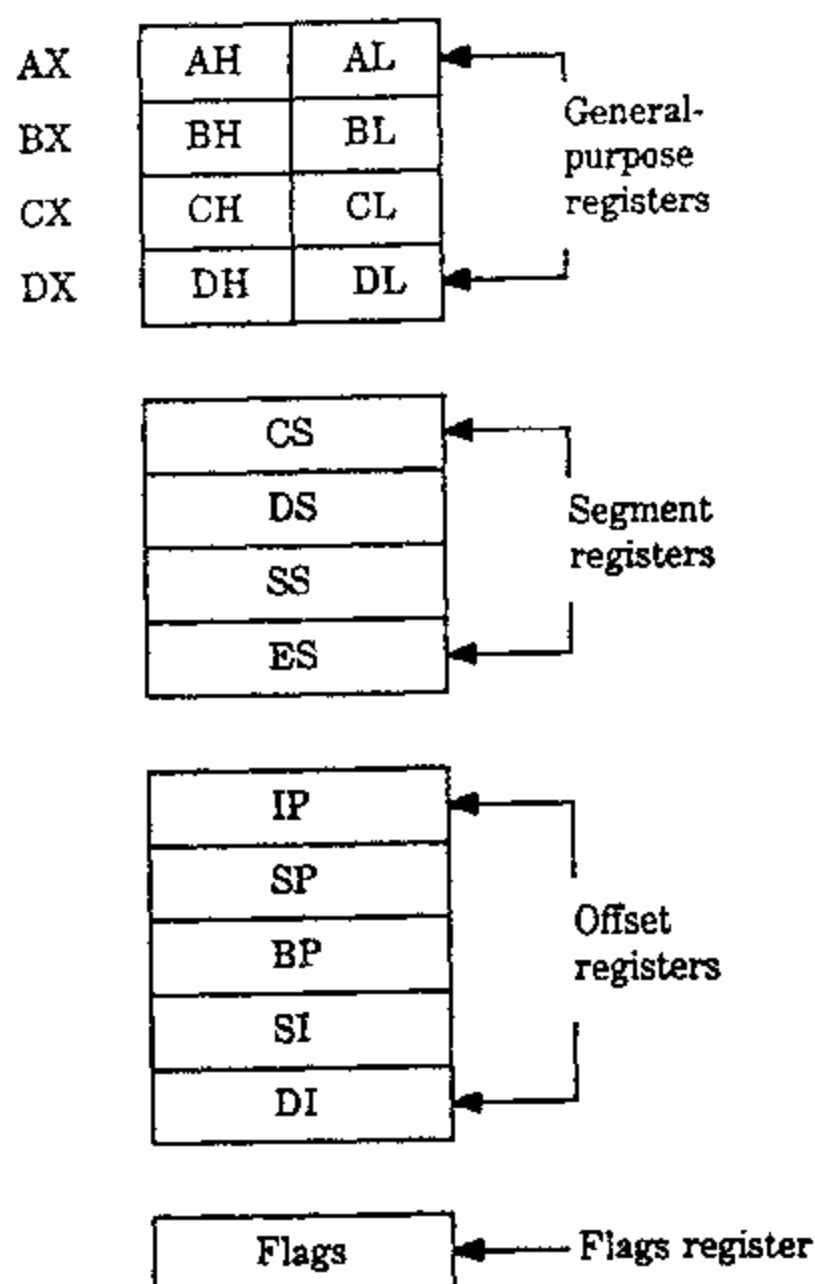 AX AH AL
BX BH BL
CX CH CL
DX DH DL
General-
purpose
registers
CS
DS
SS
ES
Segment
registers
IP
SP
BP
SI
DI
Offset
registers
Flags
Flags register